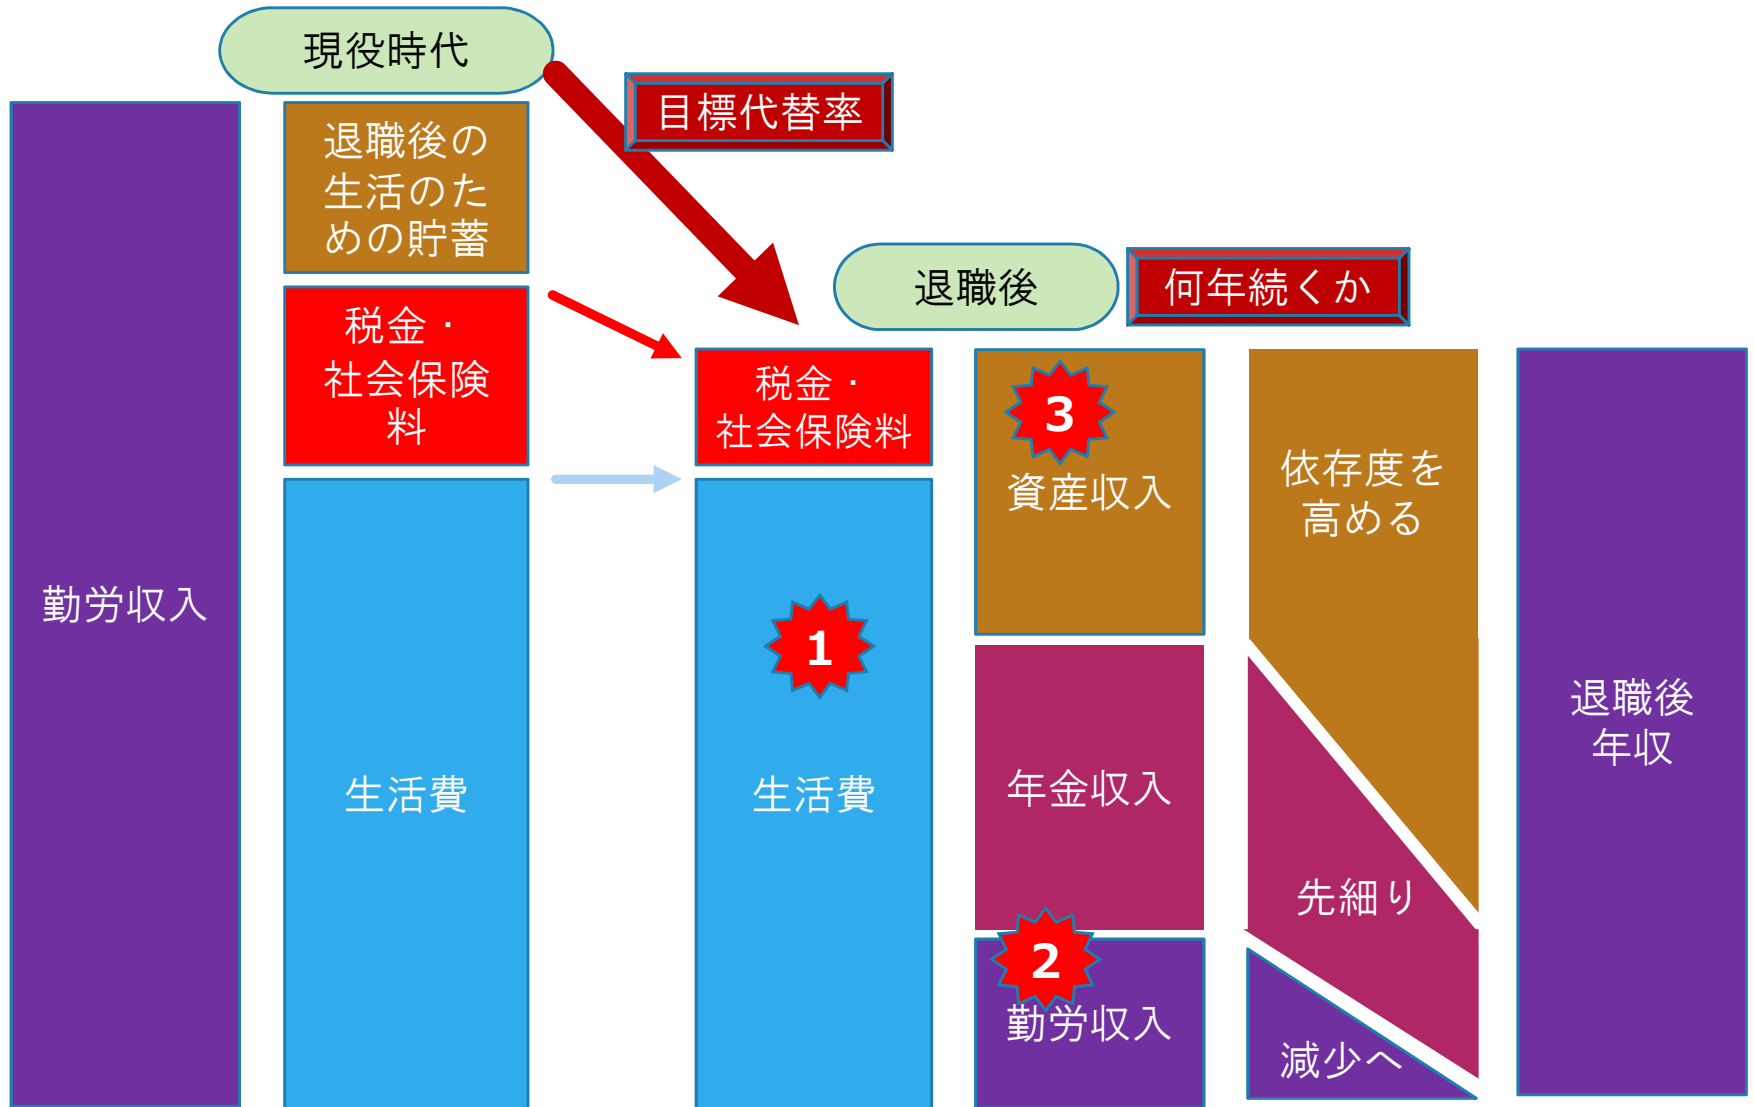 現役時代
目標代替率
勤労収入
退職後の
生活のた
めの貯蓄
税金・
社会保険
料
生活費
退職後
何年続くか
税金・
社会保険料
1
生活費
3
資産収入
年金収入
2
勤労収入
依存度を
高める
先細り
減少へ
退職後
年収